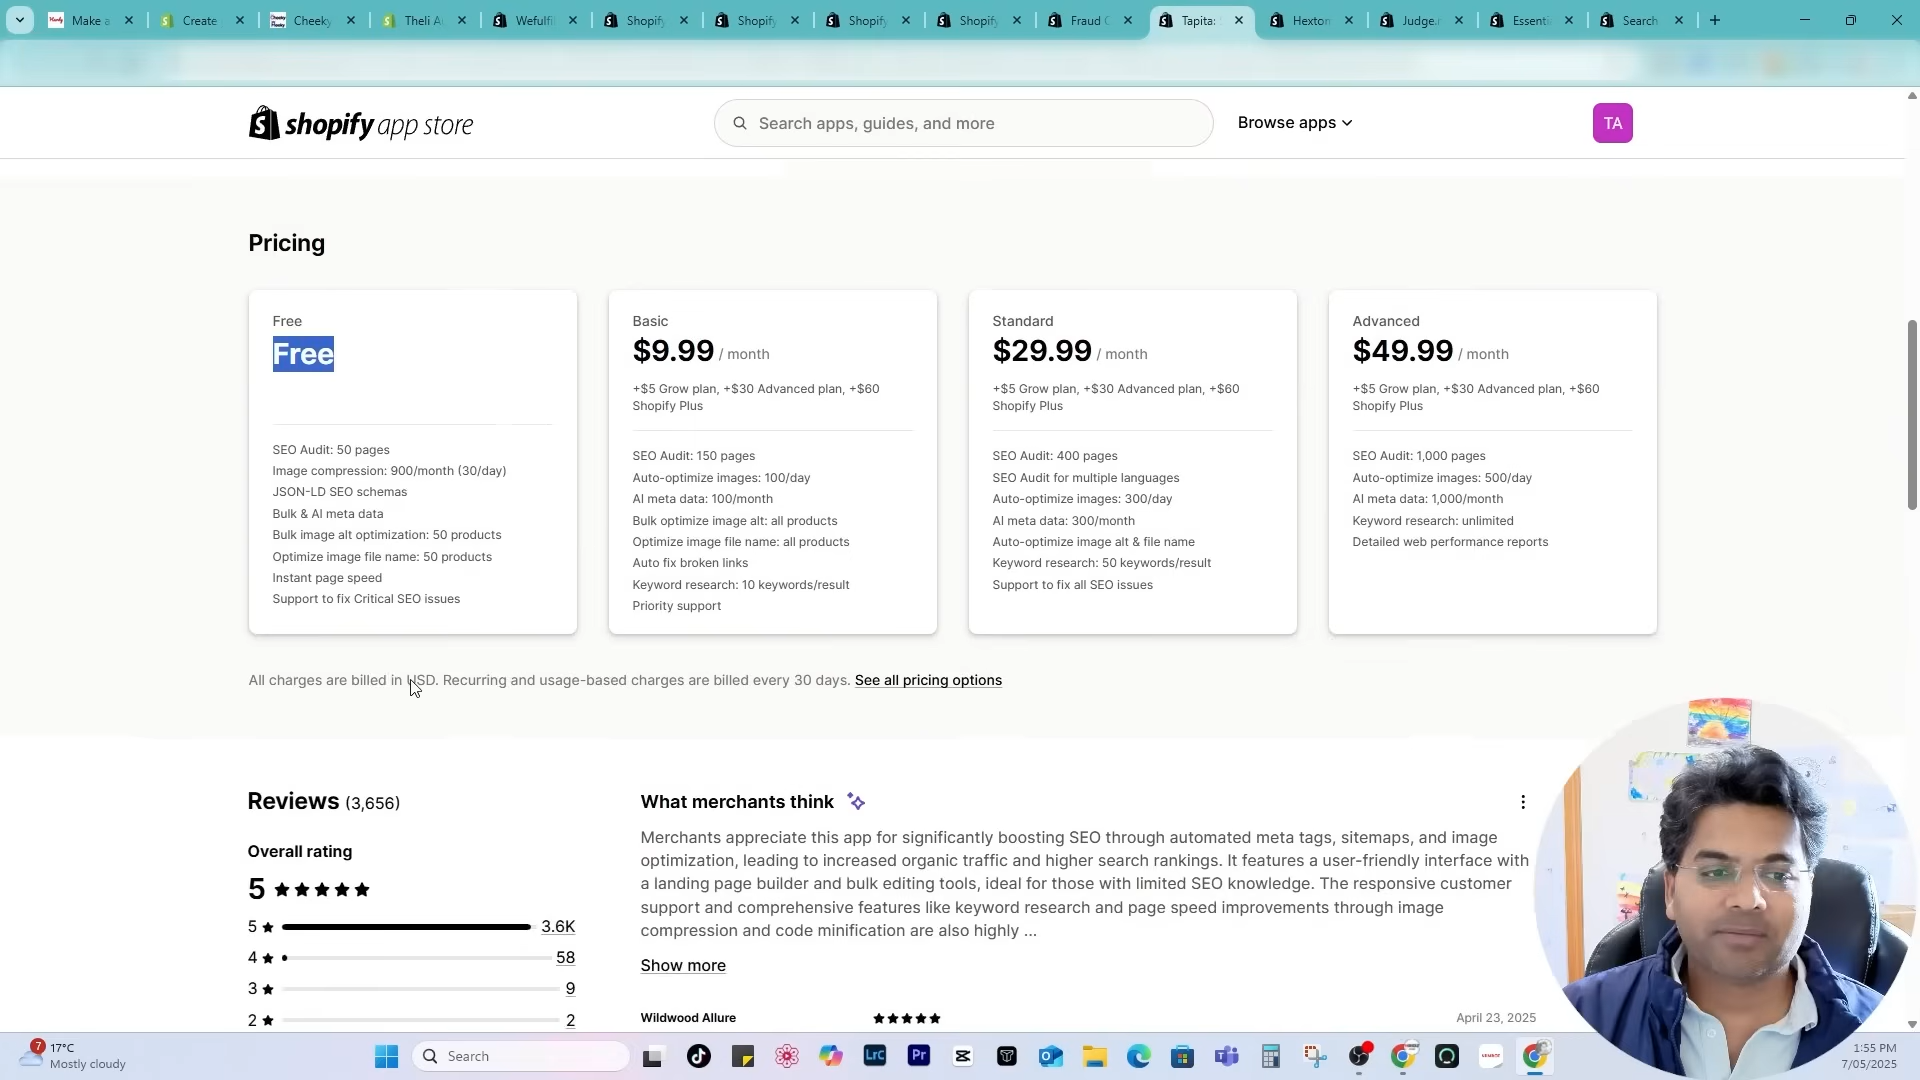 Make a
Create
Cheeky
Theli A
Wefulfil
Shopify
Shopify
Shopify
Shopify
Fraud
Tapita:
Hexton
Judge.
Essenti
Search
shopify app store
Search apps, guides, and more
Browse apps
TA
Pricing
Free
Free
SEO Audit: 50 pages
Image compression: 900/month (30/day)
JSON-LD SEO schemas
Bulk & AI meta data
Bulk image alt optimization: 50 products
Optimize image file name: 50 products
Instant page speed
Support to fix Critical SEO issues
Basic
$9.99 / month
+$5 Grow plan, +$30 Advanced plan, +$60
Shopify Plus
SEO Audit: 150 pages
Auto-optimize images: 100/day
AI meta data: 100/month
Bulk optimize image alt: all products
Optimize image file name: all products
Auto fix broken links
Keyword research: 10 keywords/result
Priority support
Standard
$29.99 / month
+$5 Grow plan, +$30 Advanced plan, +$60
Shopify Plus
SEO Audit: 400 pages
SEO Audit for multiple languages
Auto-optimize images: 300/day
AI meta data: 300/month
Auto-optimize image alt & file name
Keyword research: 50 keywords/result
Support to fix all SEO issues
Advanced
$49.99 / month
+$5 Grow plan, +$30 Advanced plan, +$60
Shopify Plus
SEO Audit: 1,000 pages
Auto-optimize images: 500/day
AI meta data: 1,000/month
Keyword research: unlimited
Detailed web performance reports
All charges are billed in USD. Recurring and usage-based charges are billed every 30 days. See all pricing options
Reviews (3,656)
Overall rating
5
5 3.6K
4 58
3 9
2 2
What merchants think
Merchants appreciate this app for significantly boosting SEO through automated meta tags, sitemaps, and image
optimization, leading to increased organic traffic and higher search rankings. It features a user-friendly interface with
a landing page builder and bulk editing tools, ideal for those with limited SEO knowledge. The responsive customer
support and comprehensive features like keyword research and page speed improvements through image
compression and code minification are also highly ...
Show more
Wildwood Allure
April 23, 2025
7
17°C
Mostly cloudy
Search
LrC
Pr
1:55 PM
7/05/2025